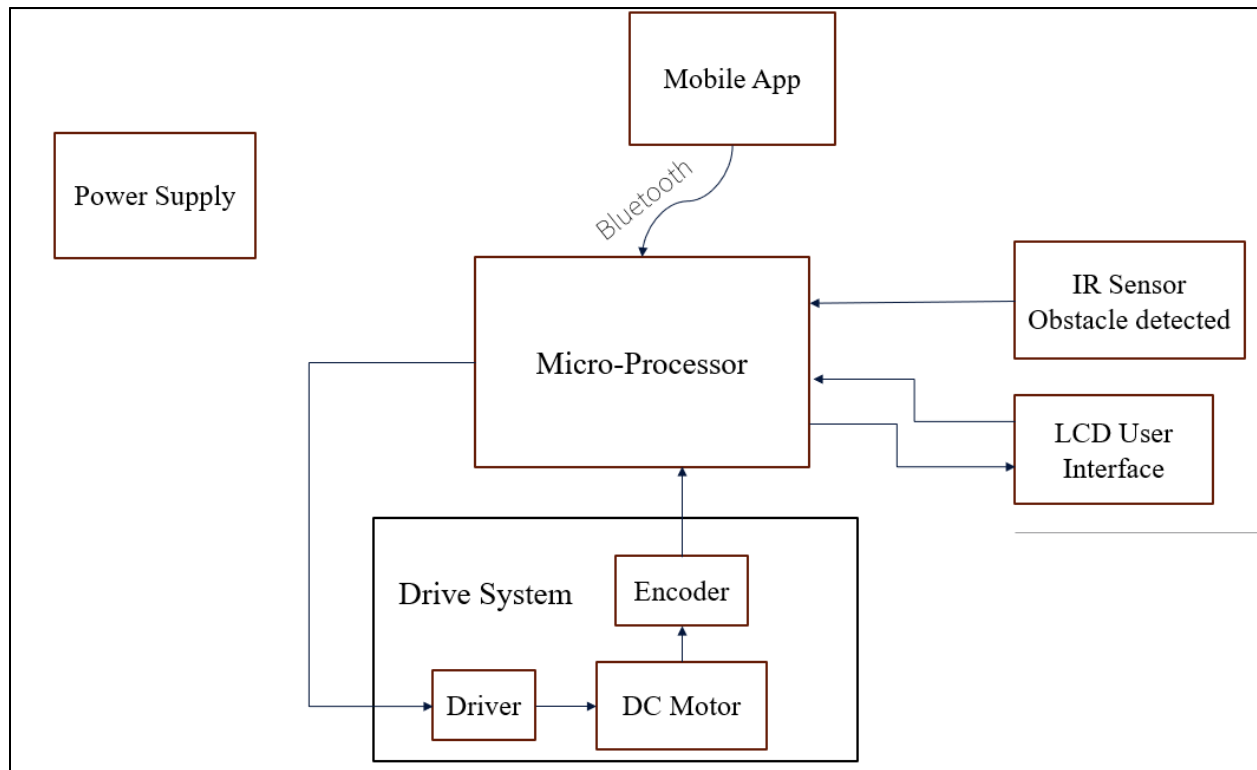 Mobile App
Power Supply
Bluetooth
IR Sensor
Obstacle detected
Micro-Processor
LCD User
Interface
Drive System
Encoder
Driver
DC Motor